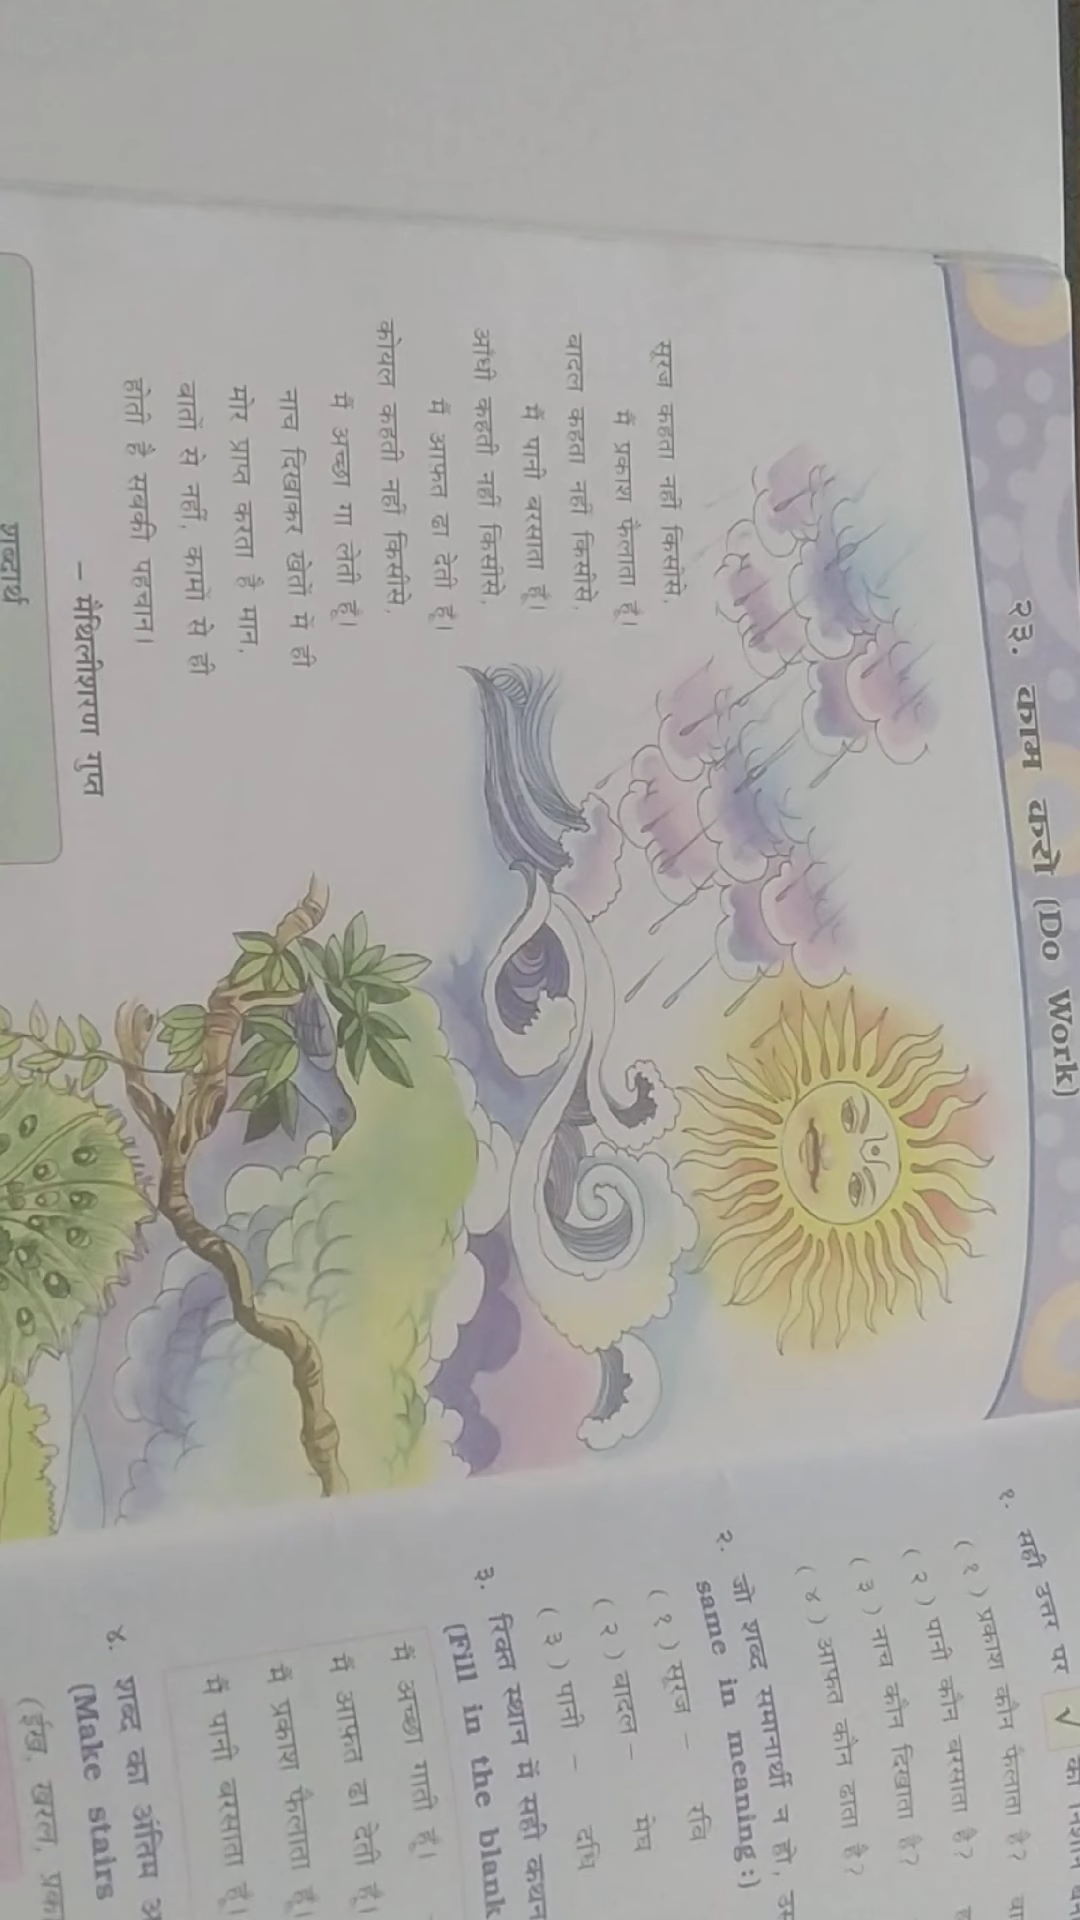 २३. काम करो (Do Work)
सूरज कहता नहीं किसीसे,
मैं प्रकाश फैलाता हूँ।
बादल कहता नहीं किसीसे,
मैं पानी बरसाता हूँ।
आँधी कहती नहीं किसीसे,
मैं आफत ढा देती हूँ।
कोयल कहती नहीं किसीसे,
मैं अच्छा गा लेती हूँ।
नाच दिखाकर खेतों में ही
मोर प्राप्त करता है मान,
बातों से नहीं, कामों से ही
होती है सबकी पहचान।
– मैथिलीशरण गुप्त
शब्दार्थ
१. सही उत्तर पर √ का निशान
(१) प्रकाश कौन फैलाता है?
(२) पानी कौन बरसाता है?
(३) नाच कौन दिखाता है?
(४) आफत कौन ढाता है?
२. जो शब्द समानार्थी न हो,
same in meaning :)
(१) सूरज – रवि
(२) बादल – मेघ
(३) पानी – दधि
३. रिक्त स्थान में सही कथन
(Fill in the blank
मैं अच्छा गाती हूँ।
मैं आफत ढा देती हूँ।
मैं प्रकाश फैलाता हूँ।
मैं पानी बरसाता हूँ।
४. शब्द का अंतिम
(Make stairs
(ईख, खरल,